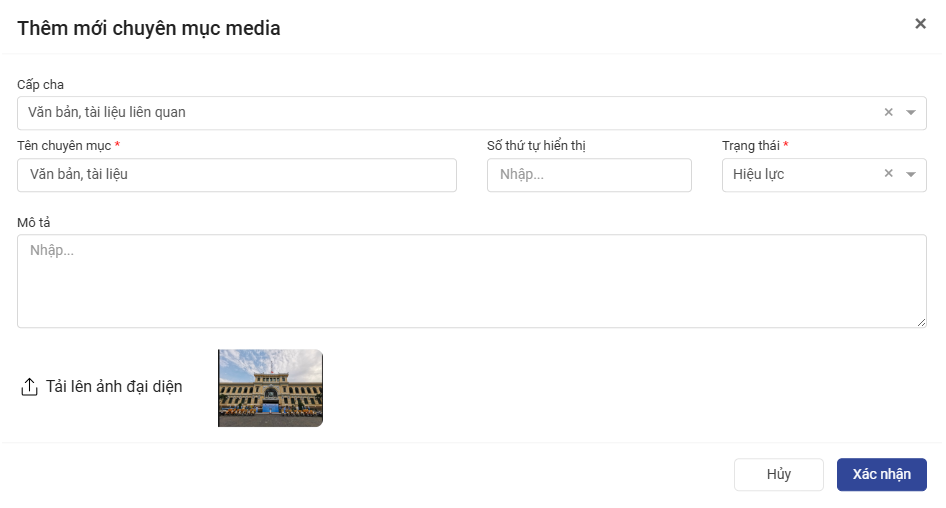 Thêm mới chuyên mục media
Cấp cha
Văn bản, tài liệu liên quan
Tên chuyên mục *
Số thứ tự hiển thị
Trạng thái *
Văn bản, tài liệu
Nhập...
Hiệu lực
Mô tả
Nhập...
Tải lên ảnh đại diện
Hủy
Xác nhận